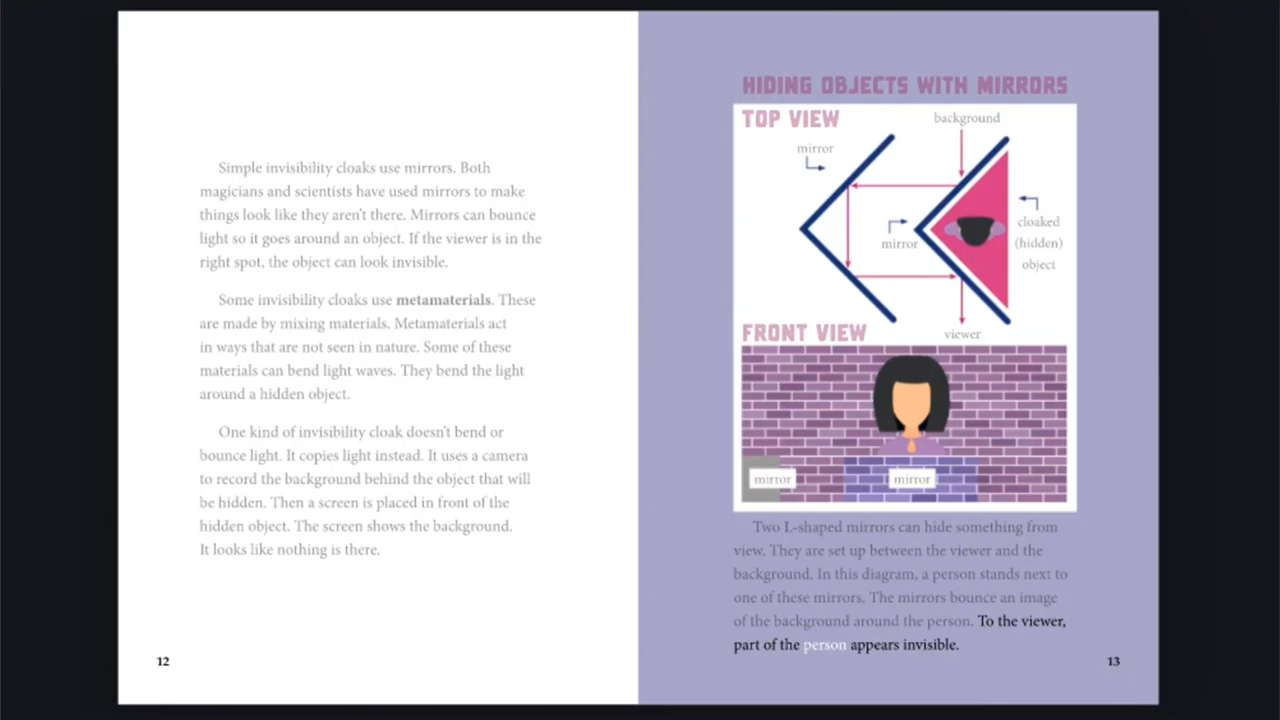 Simple invisibility cloaks use mirrors. Both
magicians and scientists have used mirrors to make
things look like they aren't there. Mirrors can bounce
light so it goes around an object. If the viewer is in the
right spot, the object can look invisible.
Some invisibility cloaks use metamaterials. These
are made by mixing materials. Metamaterials act
in ways that are not seen in nature. Some of these
materials can bend light waves. They bend the light
around a hidden object.
One kind of invisibility cloak doesn't bend or
bounce light. It copies light instead. It uses a camera
to record the background behind the object that will
be hidden. Then a screen is placed in front of the
hidden object. The screen shows the background.
It looks like nothing is there.
12
HIDING OBJECTS WITH MIRRORS
TOP VIEW
background
mirror
mirror
cloaked
(hidden)
object
FRONT VIEW
viewer
mirror
mirror
Two L-shaped mirrors can hide something from
view. They are set up between the viewer and the
background. In this diagram, a person stands next to
one of these mirrors. The mirrors bounce an image
of the background around the person. To the viewer,
part of the person appears invisible.
13